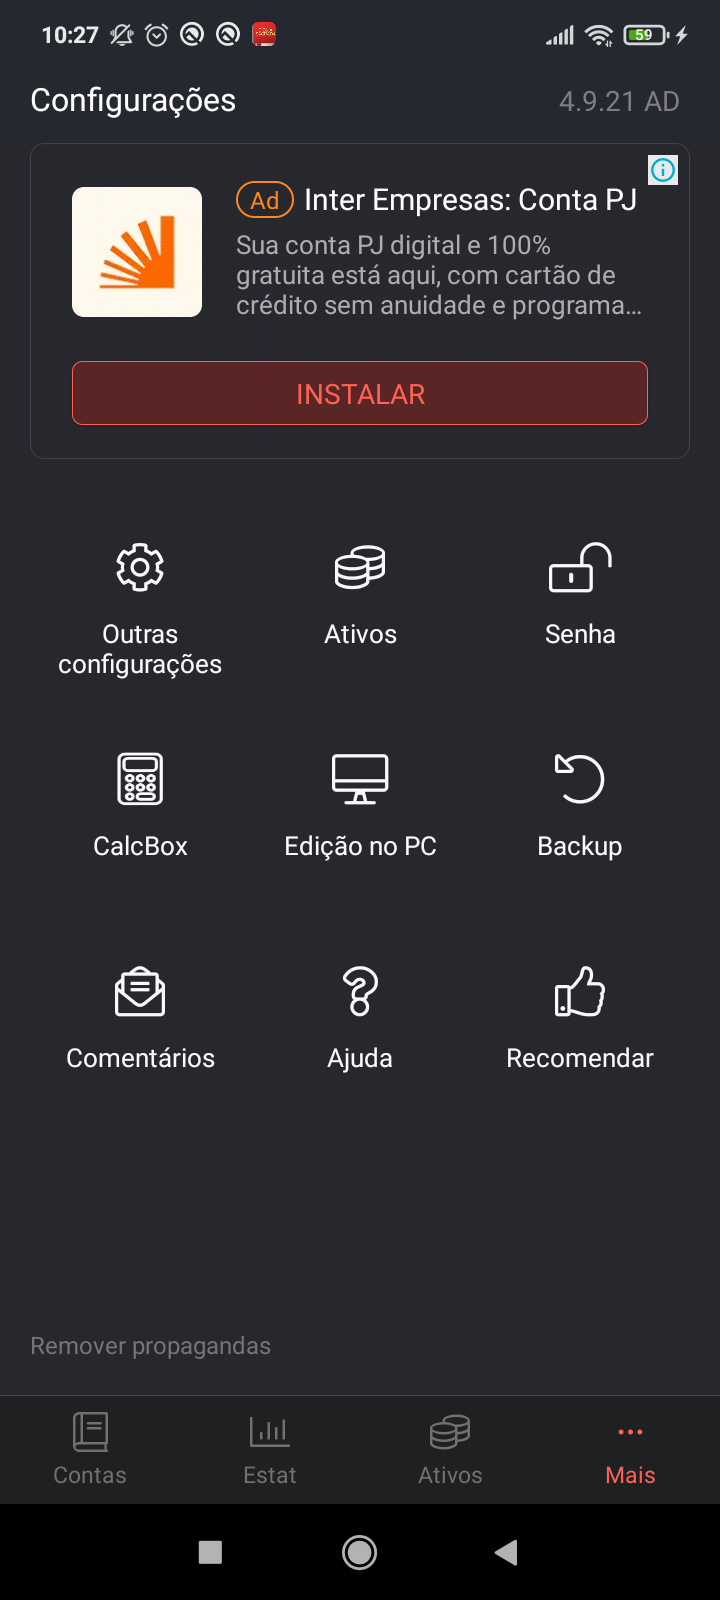 10:27
59
Configurações
4.9.21 AD
Ad Inter Empresas: Conta PJ
Sua conta PJ digital e 100%
gratuita está aqui, com cartão de
crédito sem anuidade e programa...
INSTALAR
Outras
configurações
Ativos
Senha
CalcBox
Edição no PC
Backup
Comentários
Ajuda
Recomendar
Remover propagandas
Contas
Estat
Ativos
Mais